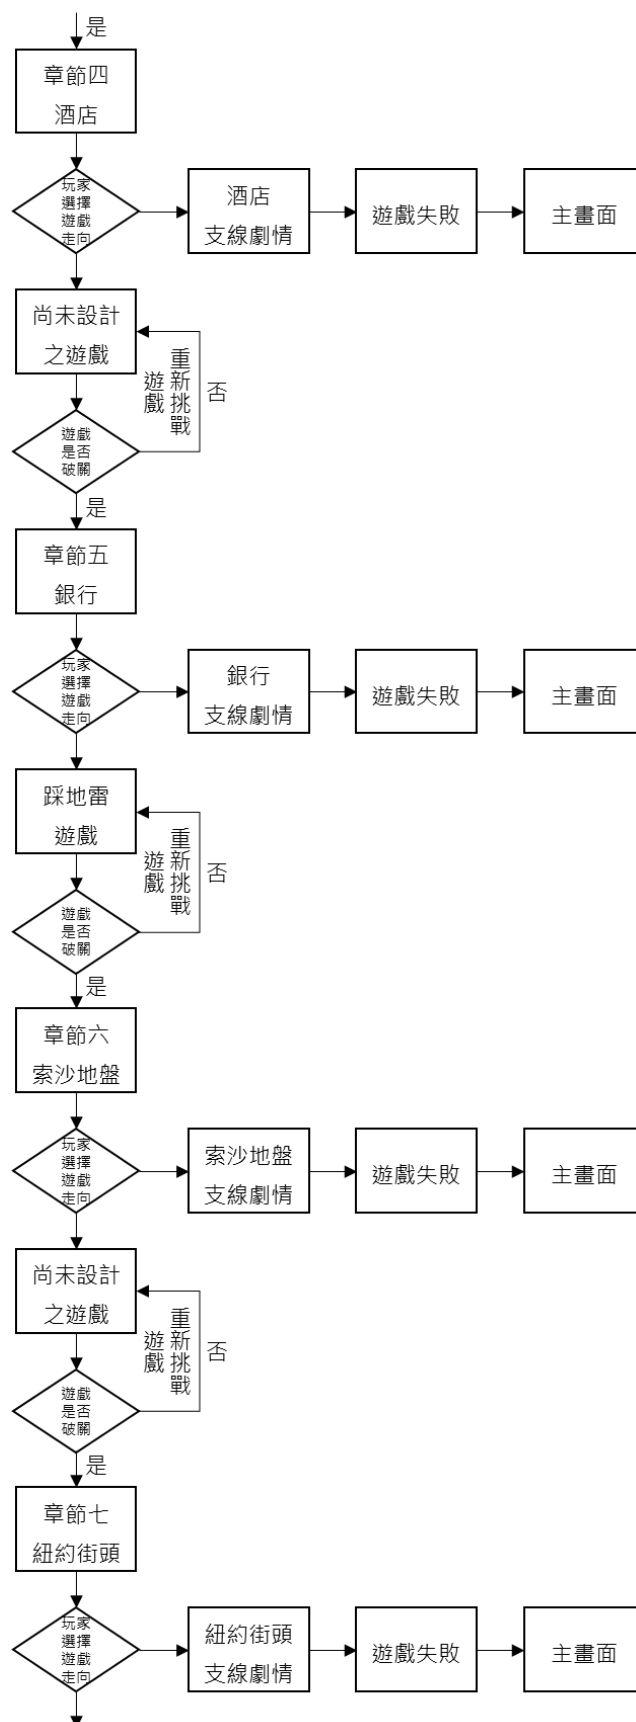 是
章節四
酒店
玩家
選擇
遊戲
走向
酒店
支線劇情
遊戲失敗
主畫面
尚未設計
之遊戲
重新挑戰
遊戲
否
遊戲
是否
破關
是
章節五
銀行
玩家
選擇
遊戲
走向
銀行
支線劇情
遊戲失敗
主畫面
踩地雷
遊戲
重新挑戰
遊戲
否
遊戲
是否
破關
是
章節六
索沙地盤
玩家
選擇
遊戲
走向
索沙地盤
支線劇情
遊戲失敗
主畫面
尚未設計
之遊戲
重新挑戰
遊戲
否
遊戲
是否
破關
是
章節七
紐約街頭
玩家
選擇
遊戲
走向
紐約街頭
支線劇情
遊戲失敗
主畫面